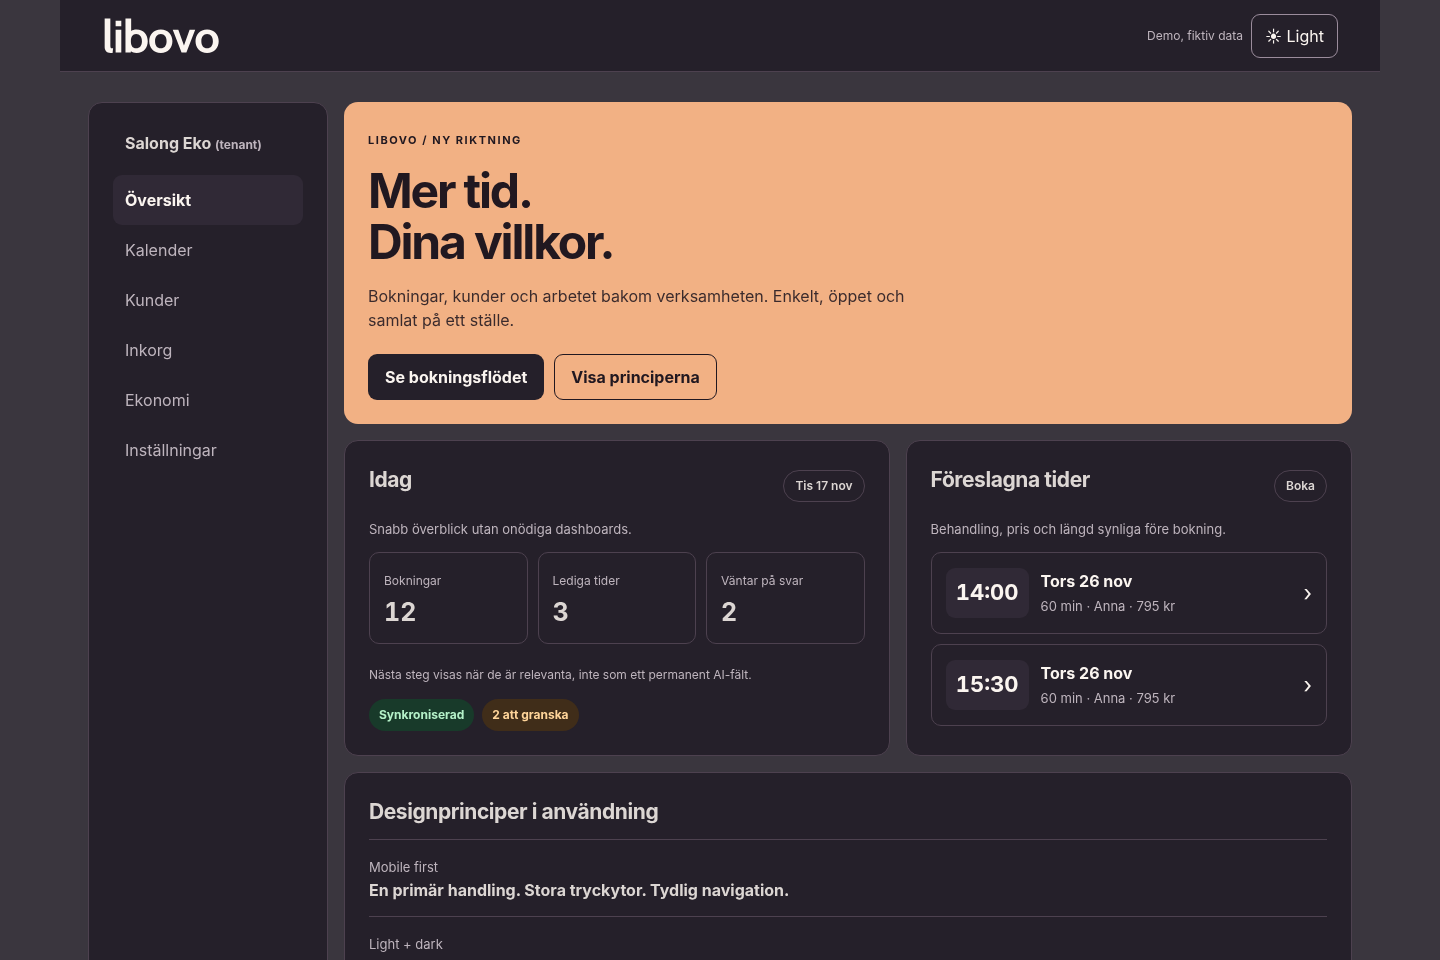 libovo
Demo, fiktiv data
☀ Light
Salong Eko (tenant)
Översikt
Kalender
Kunder
Inkorg
Ekonomi
Inställningar
LIBOVO / NY RIKTNING
Mer tid.
Dina villkor.
Bokningar, kunder och arbetet bakom verksamheten. Enkelt, öppet och
samlat på ett ställe.
Se bokningsflödet
Visa principerna
Idag
Tis 17 nov
Snabb överblick utan onödiga dashboards.
Bokningar
12
Lediga tider
3
Väntar på svar
2
Nästa steg visas när de är relevanta, inte som ett permanent AI-fält.
Synkroniserad
2 att granska
Föreslagna tider
Boka
Behandling, pris och längd synliga före bokning.
14:00
Tors 26 nov
60 min · Anna · 795 kr
›
15:30
Tors 26 nov
60 min · Anna · 795 kr
›
Designprinciper i användning
Mobile first
En primär handling. Stora tryckytor. Tydlig navigation.
Light + dark